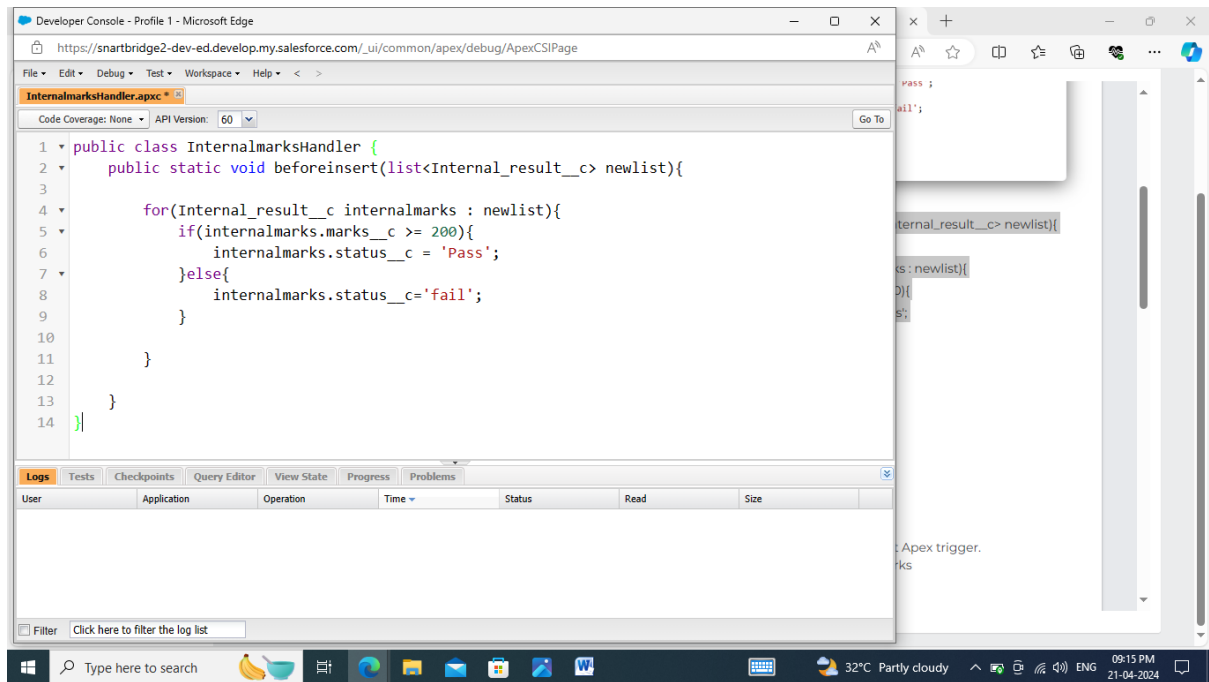 Developer Console - Profile 1 - Microsoft Edge
https://snartbridge2-dev-ed.develop.my.salesforce.com/_ui/common/apex/debug/ApexCSIPage
File Edit Debug Test Workspace Help < >
InternalmarksHandler.apxc *
Code Coverage: None API Version: 60 Go To
1 public class InternalmarksHandler {
2 public static void beforeinsert(list<Internal_result__c> newlist){
3
4 for(Internal_result__c internalmarks : newlist){
5 if(internalmarks.marks__c >= 200){
6 internalmarks.status__c = 'Pass';
7 }else{
8 internalmarks.status__c='fail';
9 }
10
11 }
12
13 }
14 }
Logs Tests Checkpoints Query Editor View State Progress Problems
User Application Operation Time Status Read Size
Filter Click here to filter the log list
Pass';
ail';
ternal_result__c> newlist){
ks : newlist){
0){
s';
t Apex trigger.
rks
Type here to search
32°C Partly cloudy
ENG
09:15 PM
21-04-2024